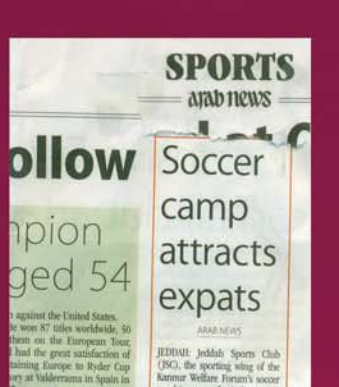 SPORTS
arab news
ollow
Soccer
camp
attracts
expats
mpion
ged 54
ARAB NEWS
against the United States.
won 87 titles worldwide, 50
them on the European Tour,
had the great satisfaction of
taining Europe to Ryder Cup
ory at Valderrama in Spain in
JEDDAH: Jeddah Sports Club
(JSC), the sporting wing of the
Kannur Welfare Forum's soccer